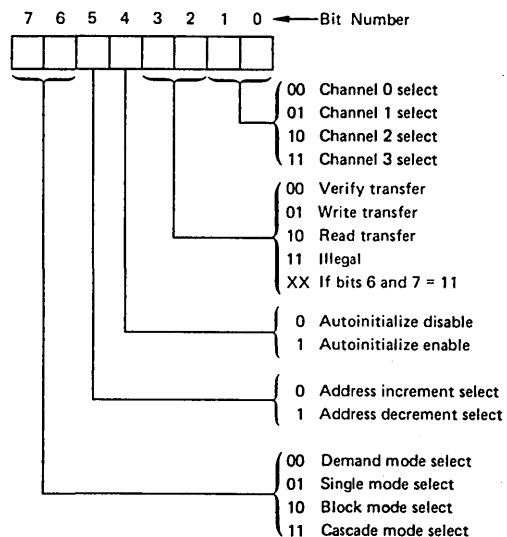 7 6 5 4 3 2 1 0 Bit Number
00 Channel 0 select
01 Channel 1 select
10 Channel 2 select
11 Channel 3 select
00 Verify transfer
01 Write transfer
10 Read transfer
11 Illegal
XX If bits 6 and 7 = 11
0 Autoinitialize disable
1 Autoinitialize enable
0 Address increment select
1 Address decrement select
00 Demand mode select
01 Single mode select
10 Block mode select
11 Cascade mode select